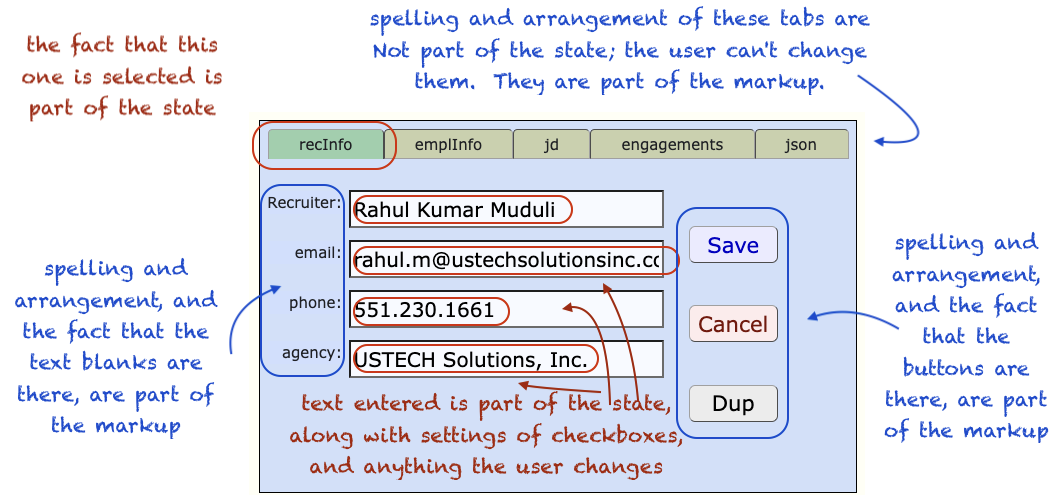 spelling and arrangement of these tabs are
Not part of the state; the user can't change
them. They are part of the markup.
the fact that this
one is selected is
part of the state
recInfo
emplInfo
jd
engagements
json
Recruiter:
Rahul Kumar Muduli
email:
rahul.m@ustechsolutionsinc.cc
phone:
551.230.1661
agency:
USTECH Solutions, Inc.
Save
Cancel
Dup
spelling and
arrangement, and
the fact that the
text blanks are
there, are part of
the markup
spelling and
arrangement,
and the fact
that the
buttons are
there, are part
of the markup
text entered is part of the state,
along with settings of checkboxes,
and anything the user changes